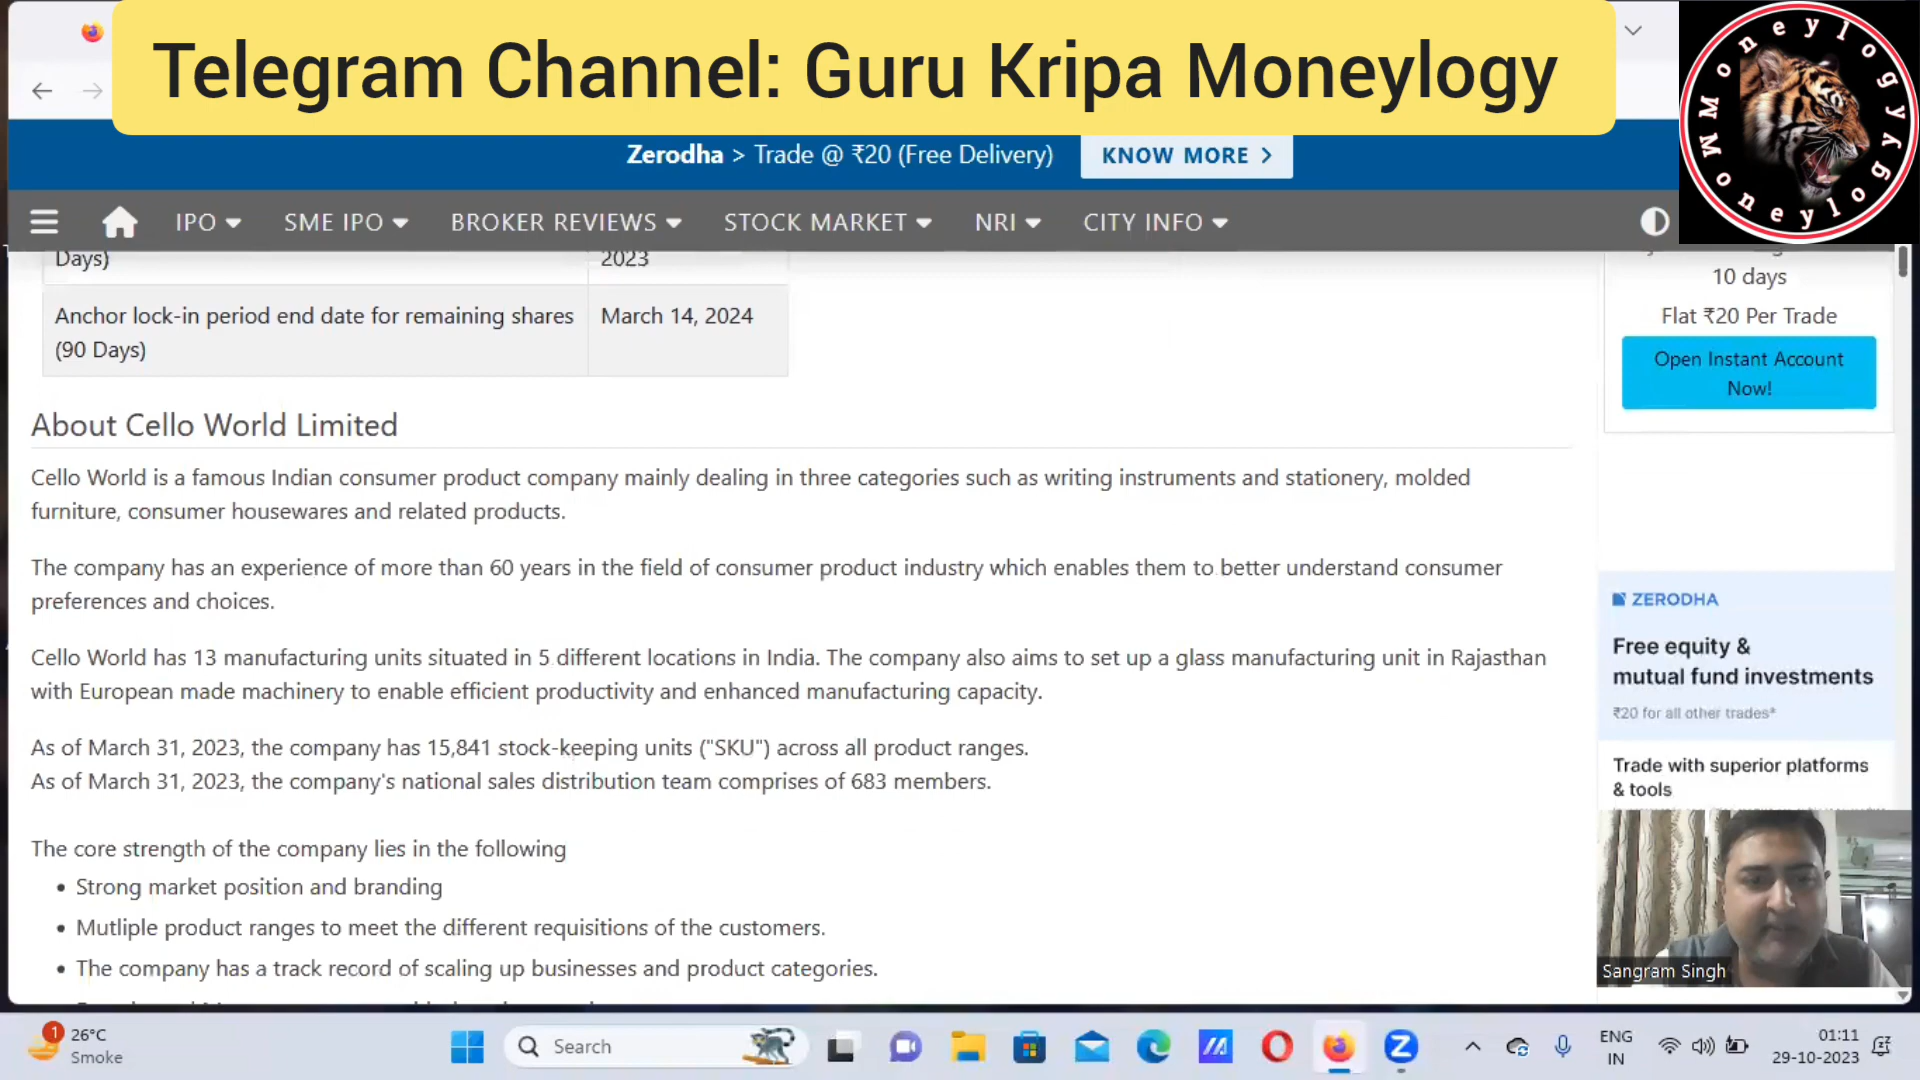 Telegram Channel: Guru Kripa Moneylogy
MMoneylogyyyyyolgyenoM
Zerodha > Trade @ ₹20 (Free Delivery)
KNOW MORE >
IPO
SME IPO
BROKER REVIEWS
STOCK MARKET
NRI
CITY INFO
Days)
2023
Anchor lock-in period end date for remaining shares
(90 Days)
March 14, 2024
About Cello World Limited
Cello World is a famous Indian consumer product company mainly dealing in three categories such as writing instruments and stationery, molded
furniture, consumer housewares and related products.
The company has an experience of more than 60 years in the field of consumer product industry which enables them to better understand consumer
preferences and choices.
Cello World has 13 manufacturing units situated in 5 different locations in India. The company also aims to set up a glass manufacturing unit in Rajasthan
with European made machinery to enable efficient productivity and enhanced manufacturing capacity.
As of March 31, 2023, the company has 15,841 stock-keeping units ("SKU") across all product ranges.
As of March 31, 2023, the company's national sales distribution team comprises of 683 members.
The core strength of the company lies in the following
• Strong market position and branding
• Mutliple product ranges to meet the different requisitions of the customers.
• The company has a track record of scaling up businesses and product categories.
10 days
Flat ₹20 Per Trade
Open Instant Account
Now!
ZERODHA
Free equity &
mutual fund investments
₹20 for all other trades*
Trade with superior platforms
& tools
Sangram Singh
1
26°C
Smoke
Search
ENG
IN
01:11
29-10-2023